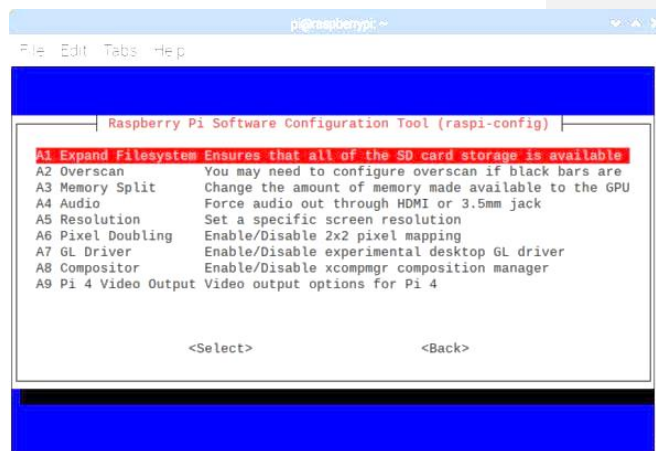 pi@raspberrypi: ~
File Edit Tabs Help
Raspberry Pi Software Configuration Tool (raspi-config)
A1 Expand Filesystem Ensures that all of the SD card storage is available
A2 Overscan You may need to configure overscan if black bars are
A3 Memory Split Change the amount of memory made available to the GPU
A4 Audio Force audio out through HDMI or 3.5mm jack
A5 Resolution Set a specific screen resolution
A6 Pixel Doubling Enable/Disable 2x2 pixel mapping
A7 GL Driver Enable/Disable experimental desktop GL driver
A8 Compositor Enable/Disable xcompmgr composition manager
A9 Pi 4 Video Output Video output options for Pi 4
<Select> <Back>